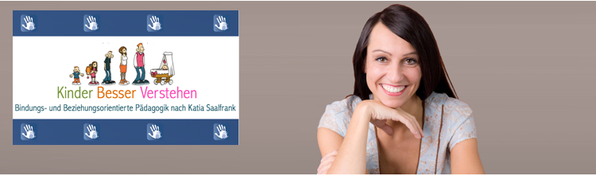 Kinder Besser Verstehen
Bindungs- und Beziehungsorientierte Pädagogik nach Katia Saalfrank